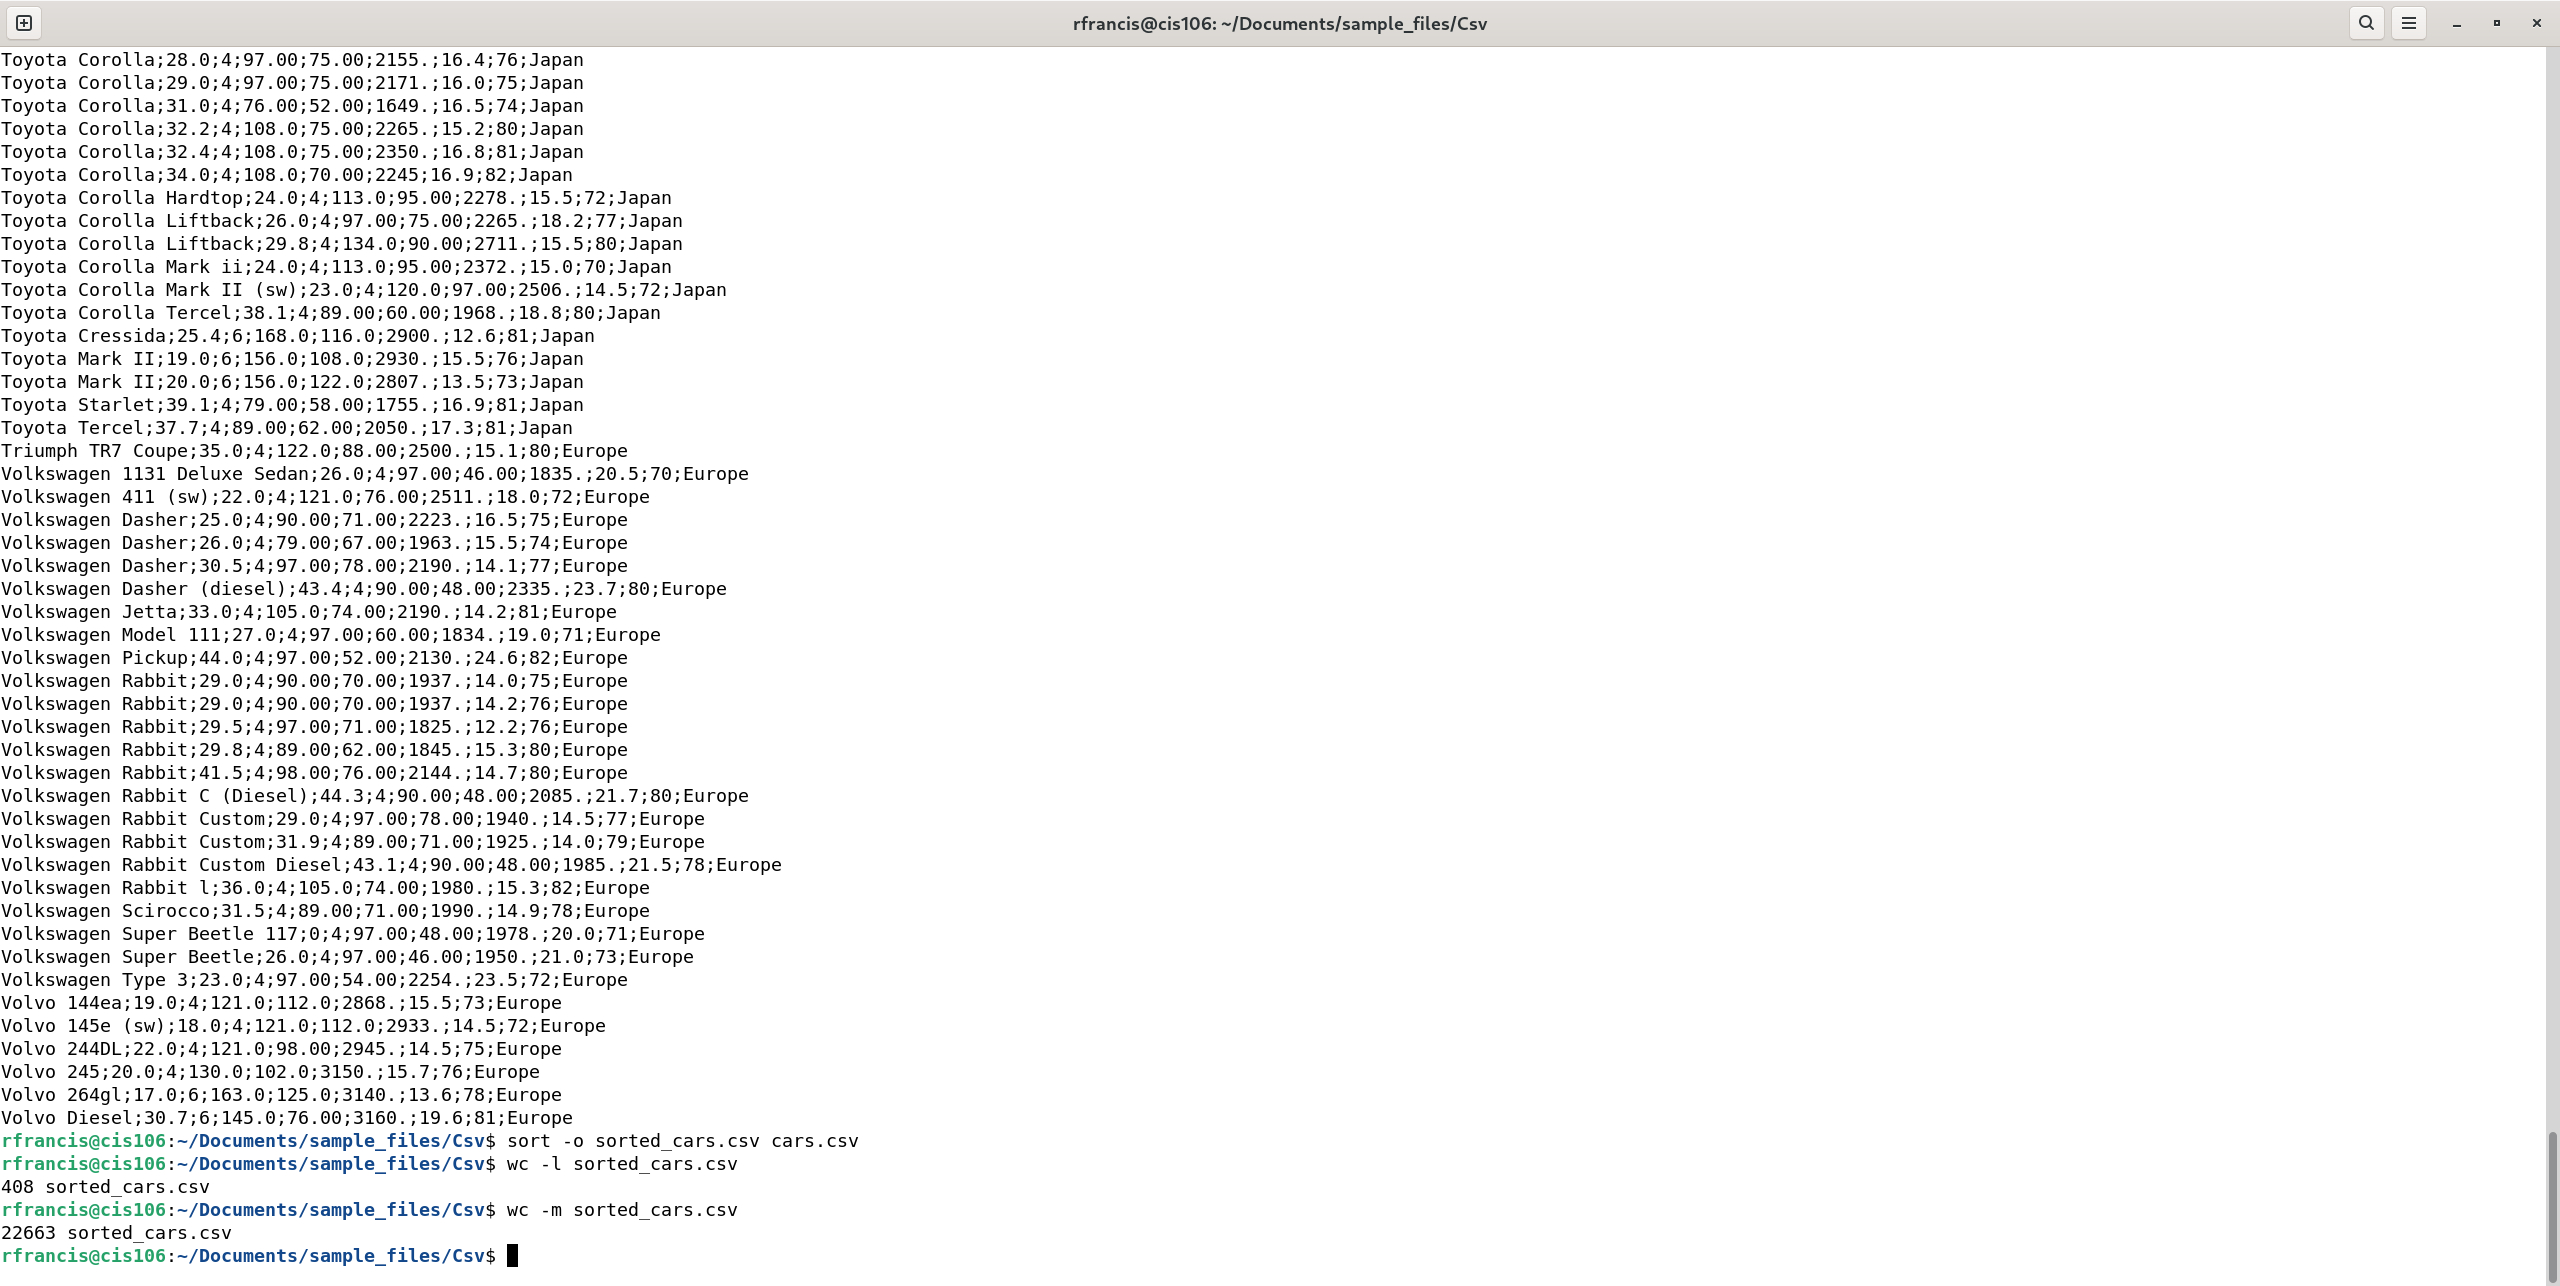 rfrancis@cis106: ~/Documents/sample_files/Csv
Toyota Corolla;28.0;4;97.00;75.00;2155.;16.4;76;Japan
Toyota Corolla;29.0;4;97.00;75.00;2171.;16.0;75;Japan
Toyota Corolla;31.0;4;76.00;52.00;1649.;16.5;74;Japan
Toyota Corolla;32.2;4;108.0;75.00;2265.;15.2;80;Japan
Toyota Corolla;32.4;4;108.0;75.00;2350.;16.8;81;Japan
Toyota Corolla;34.0;4;108.0;70.00;2245;16.9;82;Japan
Toyota Corolla Hardtop;24.0;4;113.0;95.00;2278.;15.5;72;Japan
Toyota Corolla Liftback;26.0;4;97.00;75.00;2265.;18.2;77;Japan
Toyota Corolla Liftback;29.8;4;134.0;90.00;2711.;15.5;80;Japan
Toyota Corolla Mark ii;24.0;4;113.0;95.00;2372.;15.0;70;Japan
Toyota Corolla Mark II (sw);23.0;4;120.0;97.00;2506.;14.5;72;Japan
Toyota Corolla Tercel;38.1;4;89.00;60.00;1968.;18.8;80;Japan
Toyota Cressida;25.4;6;168.0;116.0;2900.;12.6;81;Japan
Toyota Mark II;19.0;6;156.0;108.0;2930.;15.5;76;Japan
Toyota Mark II;20.0;6;156.0;122.0;2807.;13.5;73;Japan
Toyota Starlet;39.1;4;79.00;58.00;1755.;16.9;81;Japan
Toyota Tercel;37.7;4;89.00;62.00;2050.;17.3;81;Japan
Triumph TR7 Coupe;35.0;4;122.0;88.00;2500.;15.1;80;Europe
Volkswagen 1131 Deluxe Sedan;26.0;4;97.00;46.00;1835.;20.5;70;Europe
Volkswagen 411 (sw);22.0;4;121.0;76.00;2511.;18.0;72;Europe
Volkswagen Dasher;25.0;4;90.00;71.00;2223.;16.5;75;Europe
Volkswagen Dasher;26.0;4;79.00;67.00;1963.;15.5;74;Europe
Volkswagen Dasher;30.5;4;97.00;78.00;2190.;14.1;77;Europe
Volkswagen Dasher (diesel);43.4;4;90.00;48.00;2335.;23.7;80;Europe
Volkswagen Jetta;33.0;4;105.0;74.00;2190.;14.2;81;Europe
Volkswagen Model 111;27.0;4;97.00;60.00;1834.;19.0;71;Europe
Volkswagen Pickup;44.0;4;97.00;52.00;2130.;24.6;82;Europe
Volkswagen Rabbit;29.0;4;90.00;70.00;1937.;14.0;75;Europe
Volkswagen Rabbit;29.0;4;90.00;70.00;1937.;14.2;76;Europe
Volkswagen Rabbit;29.5;4;97.00;71.00;1825.;12.2;76;Europe
Volkswagen Rabbit;29.8;4;89.00;62.00;1845.;15.3;80;Europe
Volkswagen Rabbit;41.5;4;98.00;76.00;2144.;14.7;80;Europe
Volkswagen Rabbit C (Diesel);44.3;4;90.00;48.00;2085.;21.7;80;Europe
Volkswagen Rabbit Custom;29.0;4;97.00;78.00;1940.;14.5;77;Europe
Volkswagen Rabbit Custom;31.9;4;89.00;71.00;1925.;14.0;79;Europe
Volkswagen Rabbit Custom Diesel;43.1;4;90.00;48.00;1985.;21.5;78;Europe
Volkswagen Rabbit l;36.0;4;105.0;74.00;1980.;15.3;82;Europe
Volkswagen Scirocco;31.5;4;89.00;71.00;1990.;14.9;78;Europe
Volkswagen Super Beetle 117;0;4;97.00;48.00;1978.;20.0;71;Europe
Volkswagen Super Beetle;26.0;4;97.00;46.00;1950.;21.0;73;Europe
Volkswagen Type 3;23.0;4;97.00;54.00;2254.;23.5;72;Europe
Volvo 144ea;19.0;4;121.0;112.0;2868.;15.5;73;Europe
Volvo 145e (sw);18.0;4;121.0;112.0;2933.;14.5;72;Europe
Volvo 244DL;22.0;4;121.0;98.00;2945.;14.5;75;Europe
Volvo 245;20.0;4;130.0;102.0;3150.;15.7;76;Europe
Volvo 264gl;17.0;6;163.0;125.0;3140.;13.6;78;Europe
Volvo Diesel;30.7;6;145.0;76.00;3160.;19.6;81;Europe
rfrancis@cis106:~/Documents/sample_files/Csv$ sort -o sorted_cars.csv cars.csv
rfrancis@cis106:~/Documents/sample_files/Csv$ wc -l sorted_cars.csv
408 sorted_cars.csv
rfrancis@cis106:~/Documents/sample_files/Csv$ wc -m sorted_cars.csv
22663 sorted_cars.csv
rfrancis@cis106:~/Documents/sample_files/Csv$